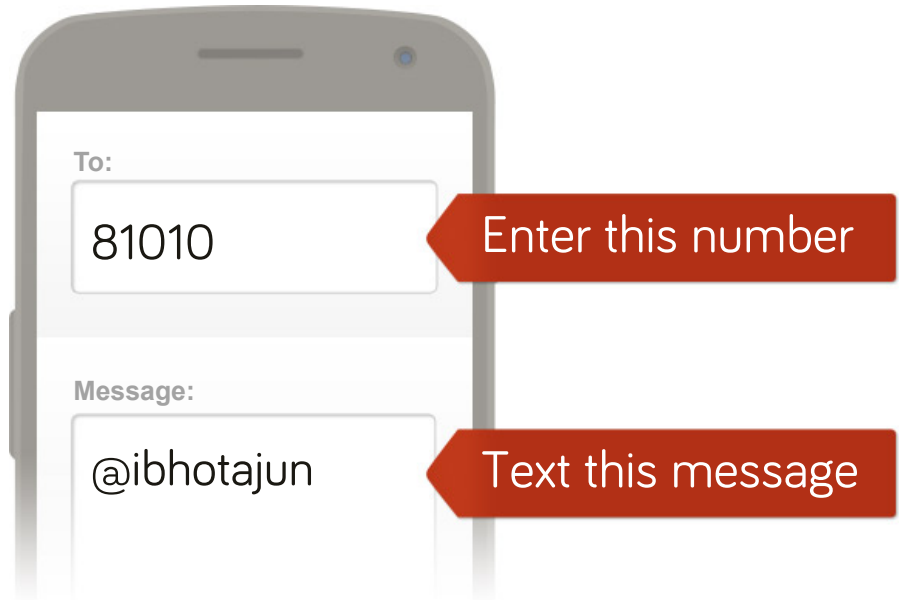 To:
81010
Enter this number
Message:
@ibhotajun
Text this message